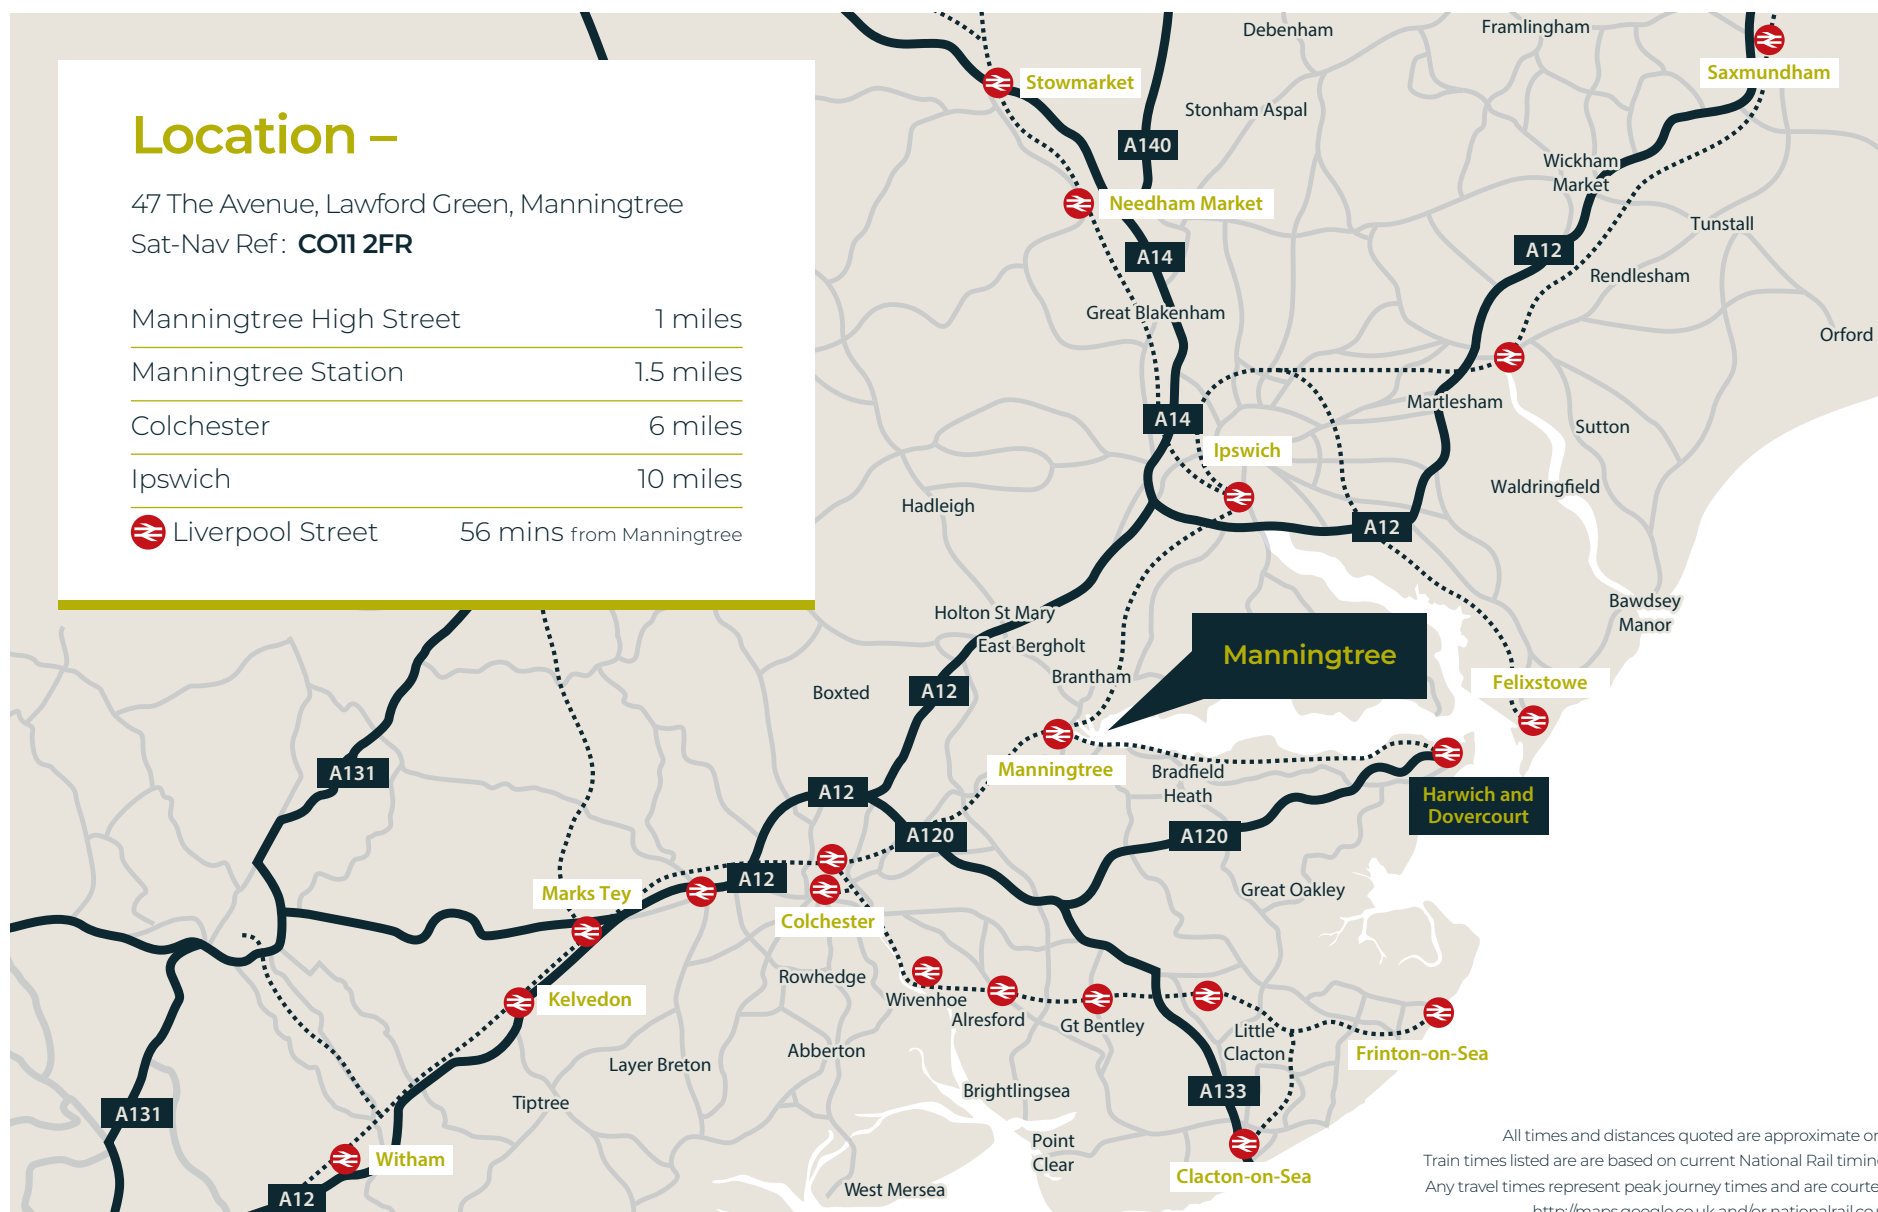 Location –
47 The Avenue, Lawford Green, Manningtree
Sat-Nav Ref: CO11 2FR
Manningtree High Street 1 miles
Manningtree Station 1.5 miles
Colchester 6 miles
Ipswich 10 miles
Liverpool Street 56 mins from Manningtree
Debenham
Framlingham
Saxmundham
Stowmarket
Stonham Aspal
A140
Wickham
Market
Needham Market
Tunstall
A14
A12
Rendlesham
Great Blakenham
Orford
Martlesham
A14
Sutton
Ipswich
Waldringfield
Hadleigh
A12
Bawdsey
Manor
Holton St Mary
East Bergholt
Manningtree
Brantham
Felixstowe
Boxted
A12
Manningtree
Bradfield
Heath
A131
A12
Harwich and
Dovercourt
A120
A120
A12
Marks Tey
Great Oakley
Colchester
Rowhedge
Kelvedon
Wivenhoe
Alresford
Gt Bentley
Little
Clacton
Frinton-on-Sea
Abberton
Layer Breton
Brightlingsea
A133
Tiptree
A131
Point
Clear
Witham
Clacton-on-Sea
West Mersea
A12
All times and distances quoted are approximate
Train times listed are are based on current National Rail
Any travel times represent peak journey times and are
http://maps.google.co.uk and/or